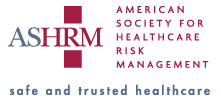 ASHRM
AMERICAN
SOCIETY FOR
HEALTHCARE
RISK
MANAGEMENT
safe and trusted healthcare